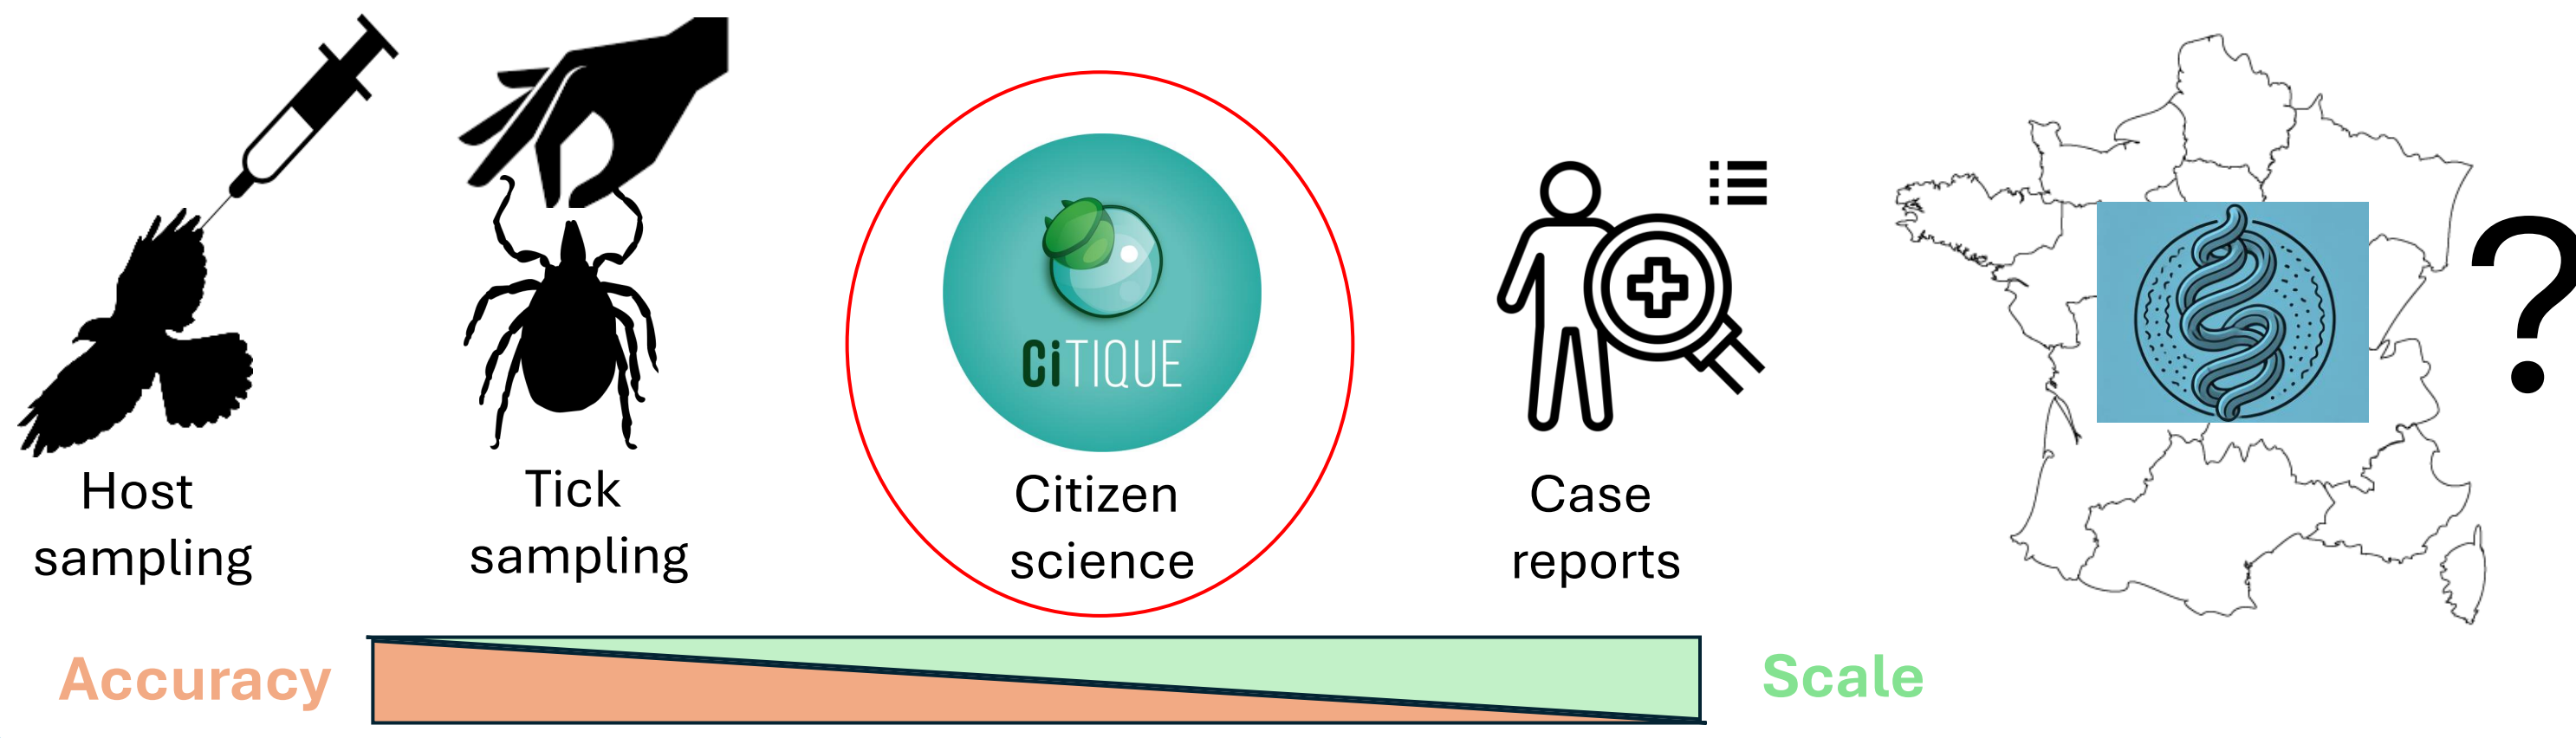 CiTIQUE
Host
sampling
Tick
sampling
Citizen
science
Case
reports
?
Accuracy
Scale